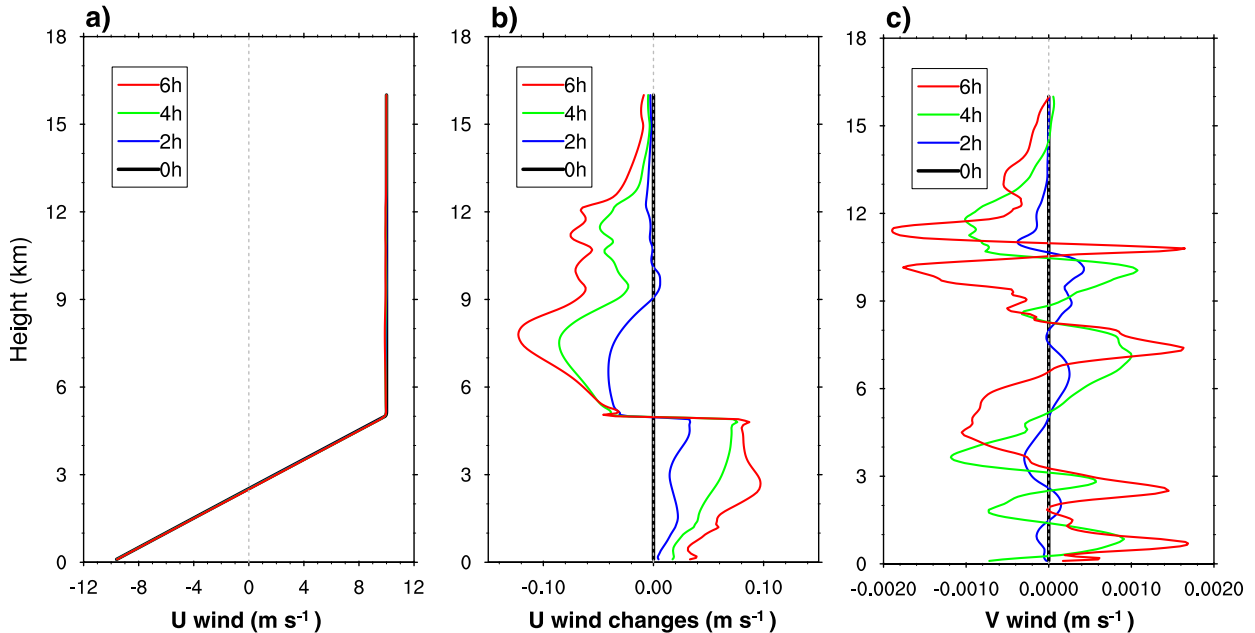 a)
18
15
12
9
6
3
0
Height (km)
6h
4h
2h
0h
-12 -8 -4 0 4 8 12
U wind (m s⁻¹)
b)
18
15
12
9
6
3
0
6h
4h
2h
0h
-0.10 0.00 0.10
U wind changes (m s⁻¹)
c)
18
15
12
9
6
3
0
6h
4h
2h
0h
-0.0020 -0.0010 0.0000 0.0010 0.0020
V wind (m s⁻¹)